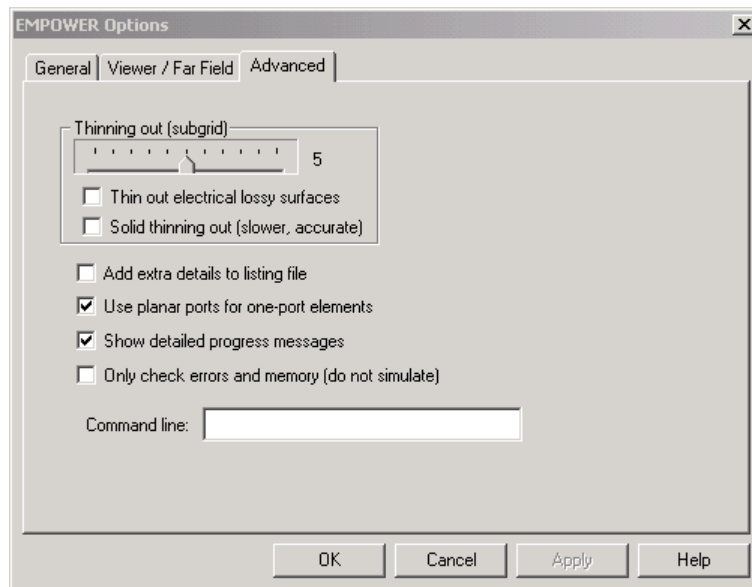 EMPOWER Options
General Viewer / Far Field Advanced
Thinning out (subgrid)
5
Thin out electrical lossy surfaces
Solid thinning out (slower, accurate)
Add extra details to listing file
Use planar ports for one-port elements
Show detailed progress messages
Only check errors and memory (do not simulate)
Command line:
OK Cancel Apply Help